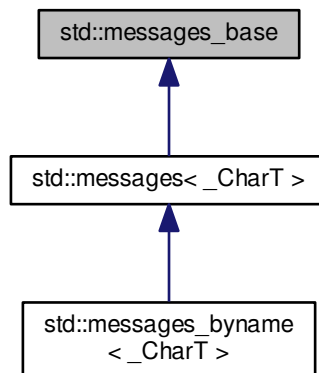 std::messages_base
std::messages< _CharT >
std::messages_byname
< _CharT >